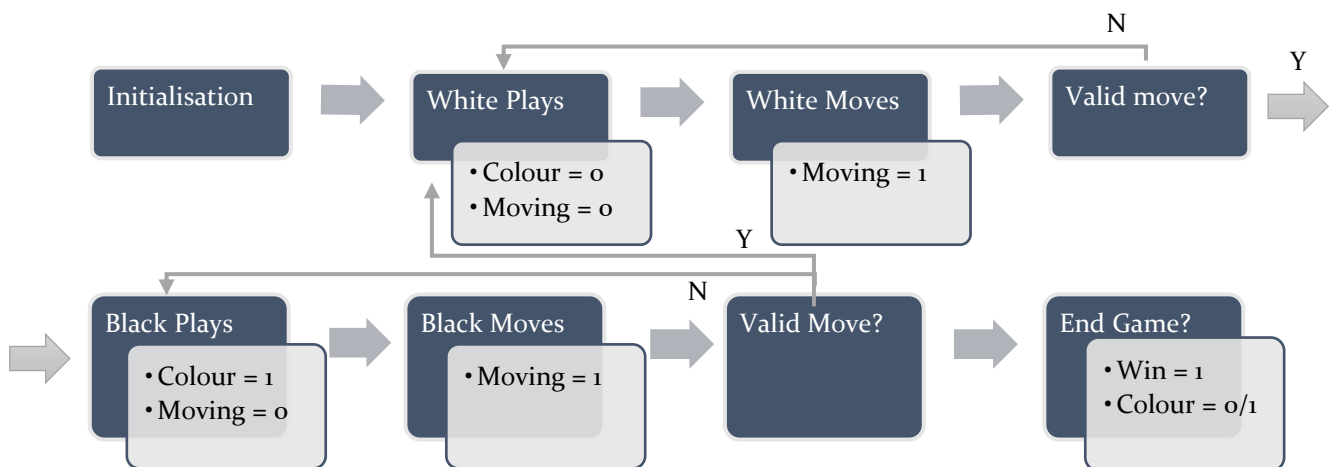 N
Y
Initialisation
White Plays
White Moves
Valid move?
• Colour = 0
• Moving = 0
• Moving = 1
Y
N
Black Plays
Black Moves
Valid Move?
End Game?
• Colour = 1
• Moving = 0
• Moving = 1
• Win = 1
• Colour = 0/1